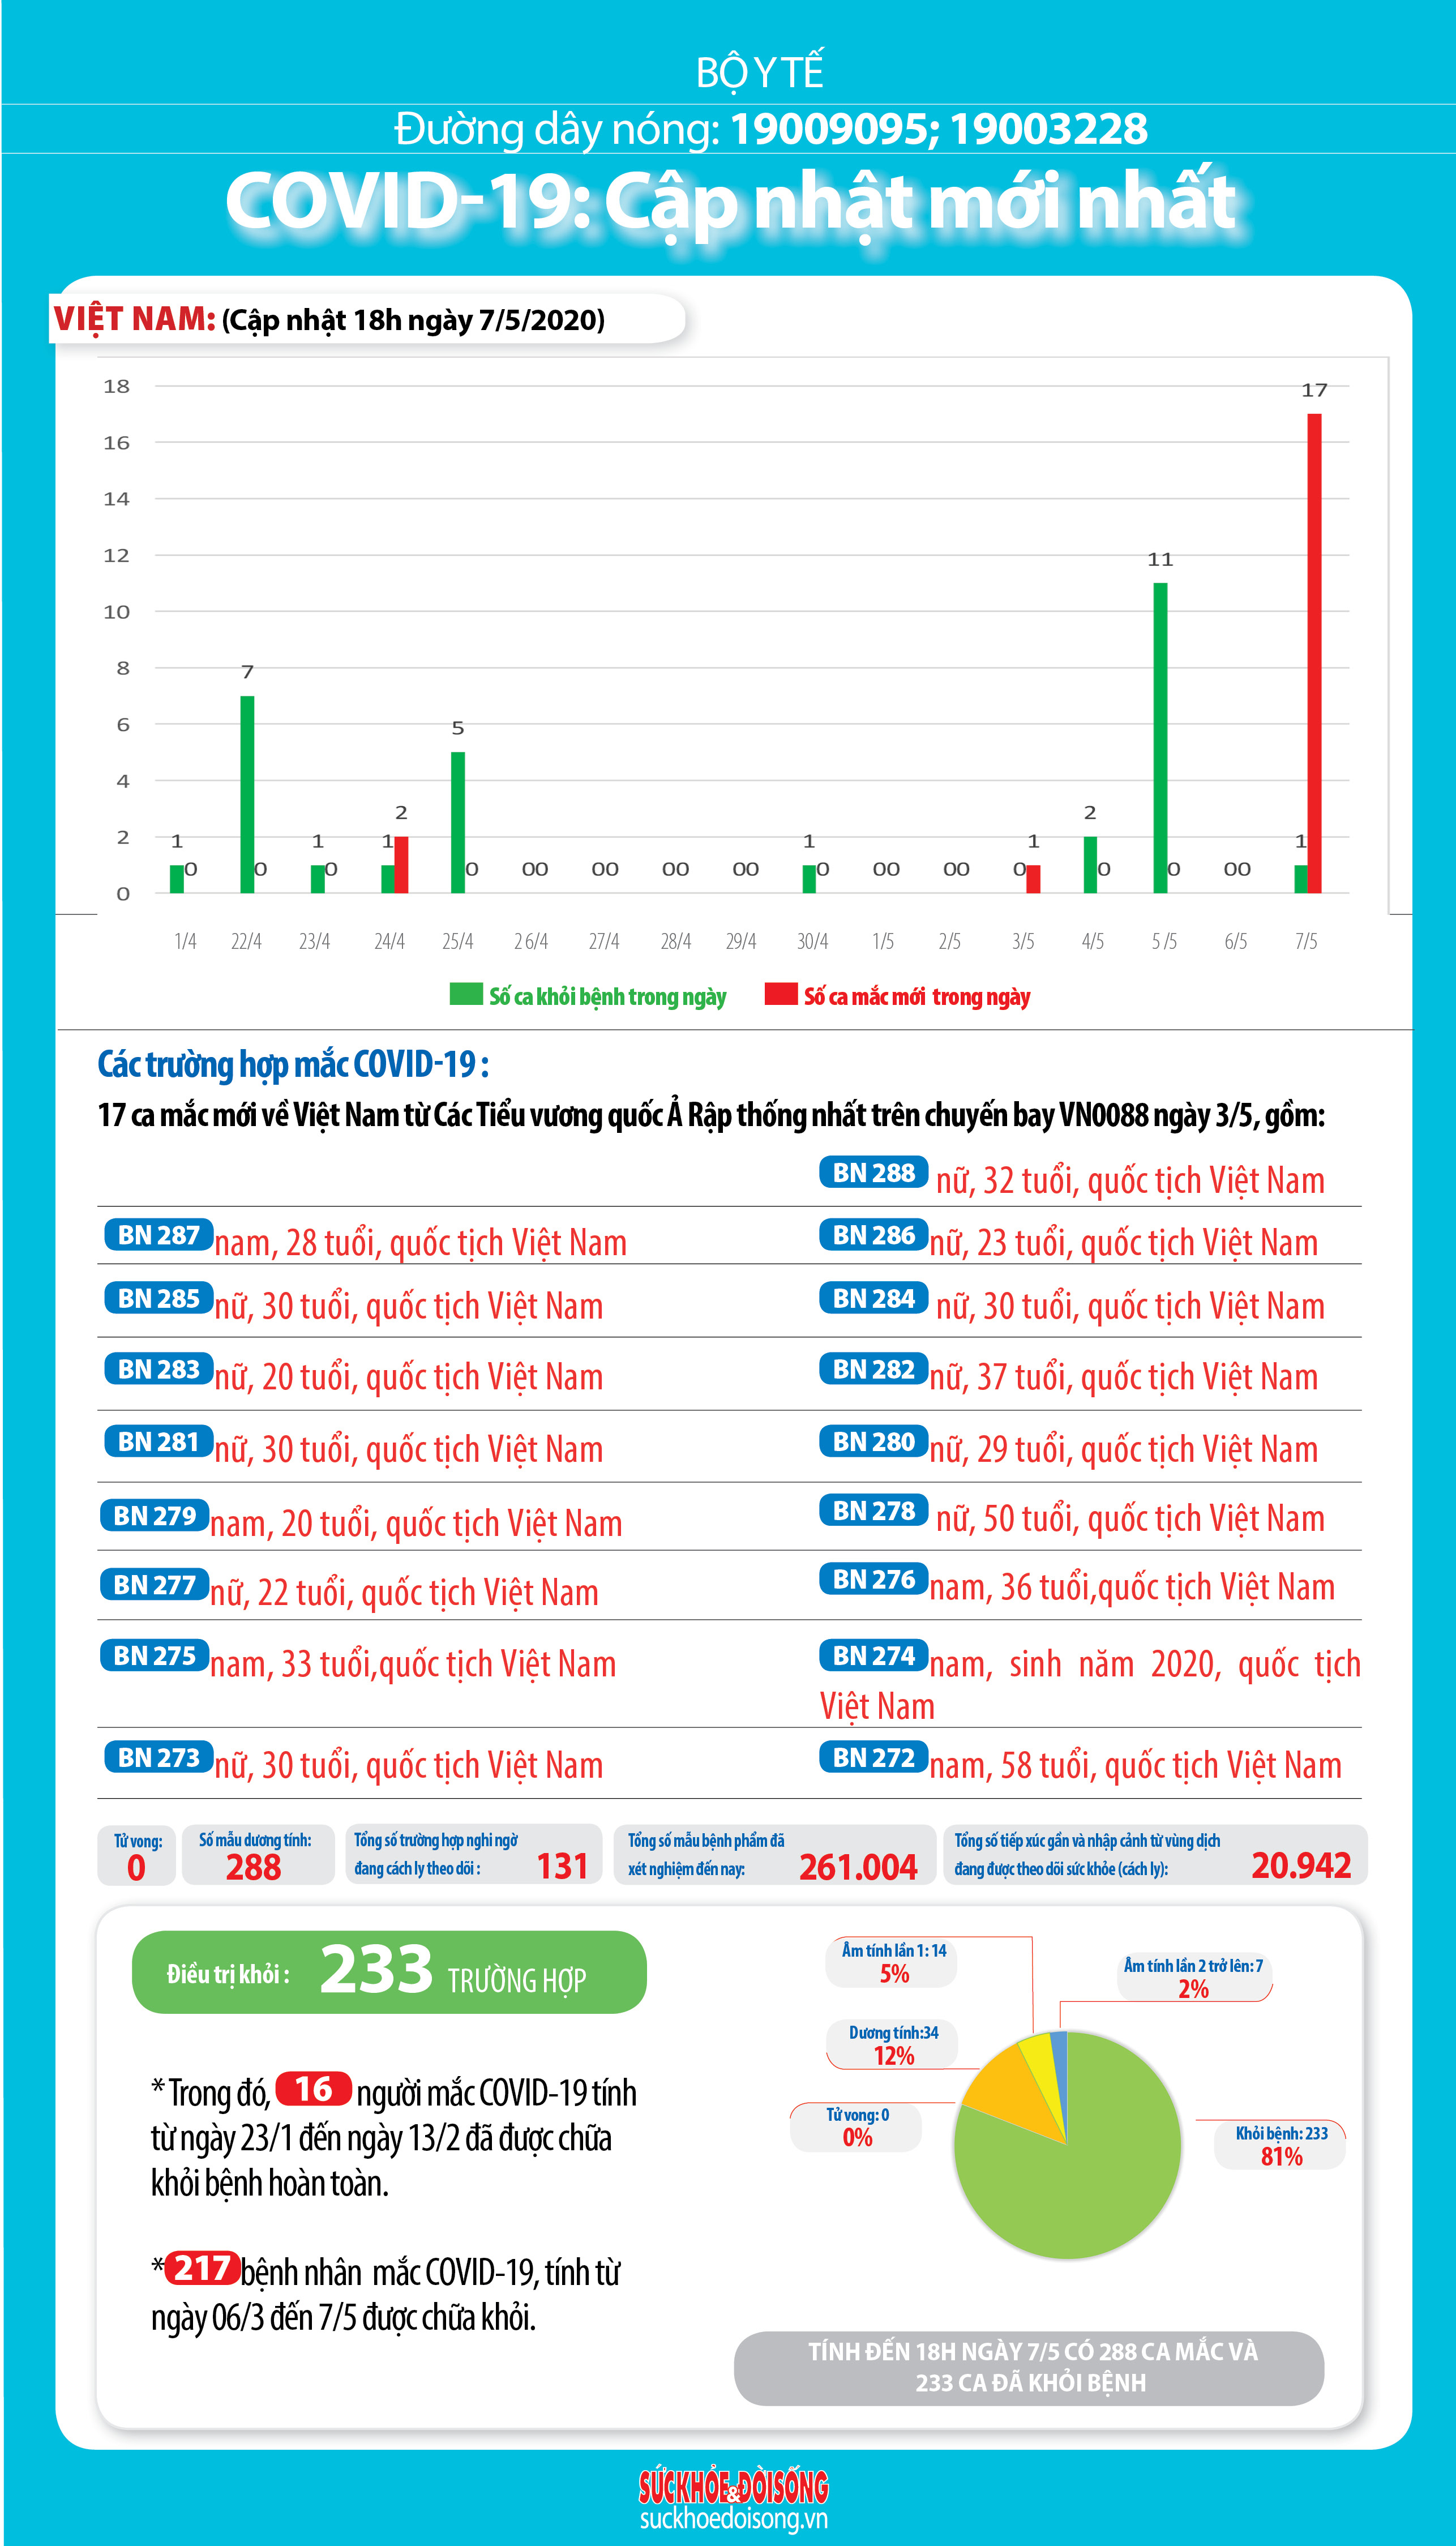 BỘ Y TẾ
Đường dây nóng: 19009095; 19003228
COVID-19: Cập nhật mới nhất
VIỆT NAM: (Cập nhật 18h ngày 7/5/2020)
18
16
14
12
10
8
6
4
2
0
1 0 7 0 1 0 1 2 5 0 0 0 0 0 0 0 0 0 1 0 0 0 0 0 0 1 2 0 11 0 0 0 1 17
1/4 22/4 23/4 24/4 25/4 2 6/4 27/4 28/4 29/4 30/4 1/5 2/5 3/5 4/5 5 /5 6/5 7/5
Số ca khỏi bệnh trong ngày Số ca mắc mới trong ngày
Các trường hợp mắc COVID-19 :
17 ca mắc mới về Việt Nam từ Các Tiểu vương quốc Ả Rập thống nhất trên chuyến bay VN0088 ngày 3/5, gồm:
BN 288 nữ, 32 tuổi, quốc tịch Việt Nam
BN 287 nam, 28 tuổi, quốc tịch Việt Nam BN 286 nữ, 23 tuổi, quốc tịch Việt Nam
BN 285 nữ, 30 tuổi, quốc tịch Việt Nam BN 284 nữ, 30 tuổi, quốc tịch Việt Nam
BN 283 nữ, 20 tuổi, quốc tịch Việt Nam BN 282 nữ, 37 tuổi, quốc tịch Việt Nam
BN 281 nữ, 30 tuổi, quốc tịch Việt Nam BN 280 nữ, 29 tuổi, quốc tịch Việt Nam
BN 279 nam, 20 tuổi, quốc tịch Việt Nam BN 278 nữ, 50 tuổi, quốc tịch Việt Nam
BN 277 nữ, 22 tuổi, quốc tịch Việt Nam BN 276 nam, 36 tuổi,quốc tịch Việt Nam
BN 275 nam, 33 tuổi,quốc tịch Việt Nam BN 274 nam, sinh năm 2020, quốc tịch
Việt Nam
BN 273 nữ, 30 tuổi, quốc tịch Việt Nam BN 272 nam, 58 tuổi, quốc tịch Việt Nam
Tử vong:
0
Số mẫu dương tính:
288
Tổng số trường hợp nghi ngờ
đang cách ly theo dõi : 131
Tổng số mẫu bệnh phẩm đã
xét nghiệm đến nay: 261.004
Tổng số tiếp xúc gần và nhập cảnh từ vùng dịch
đang được theo dõi sức khỏe (cách ly): 20.942
Điều trị khỏi : 233 TRƯỜNG HỢP
* Trong đó, 16 người mắc COVID-19 tính
từ ngày 23/1 đến ngày 13/2 đã được chữa
khỏi bệnh hoàn toàn.
* 217 bệnh nhân mắc COVID-19, tính từ
ngày 06/3 đến 7/5 được chữa khỏi.
Âm tính lần 1: 14
5%
Âm tính lần 2 trở lên: 7
2%
Dương tính:34
12%
Tử vong: 0
0%
Khỏi bệnh: 233
81%
TÍNH ĐẾN 18H NGÀY 7/5 CÓ 288 CA MẮC VÀ
233 CA ĐÃ KHỎI BỆNH
SỨC KHỎE & ĐỜI SỐNG
suckhoedoisong.vn